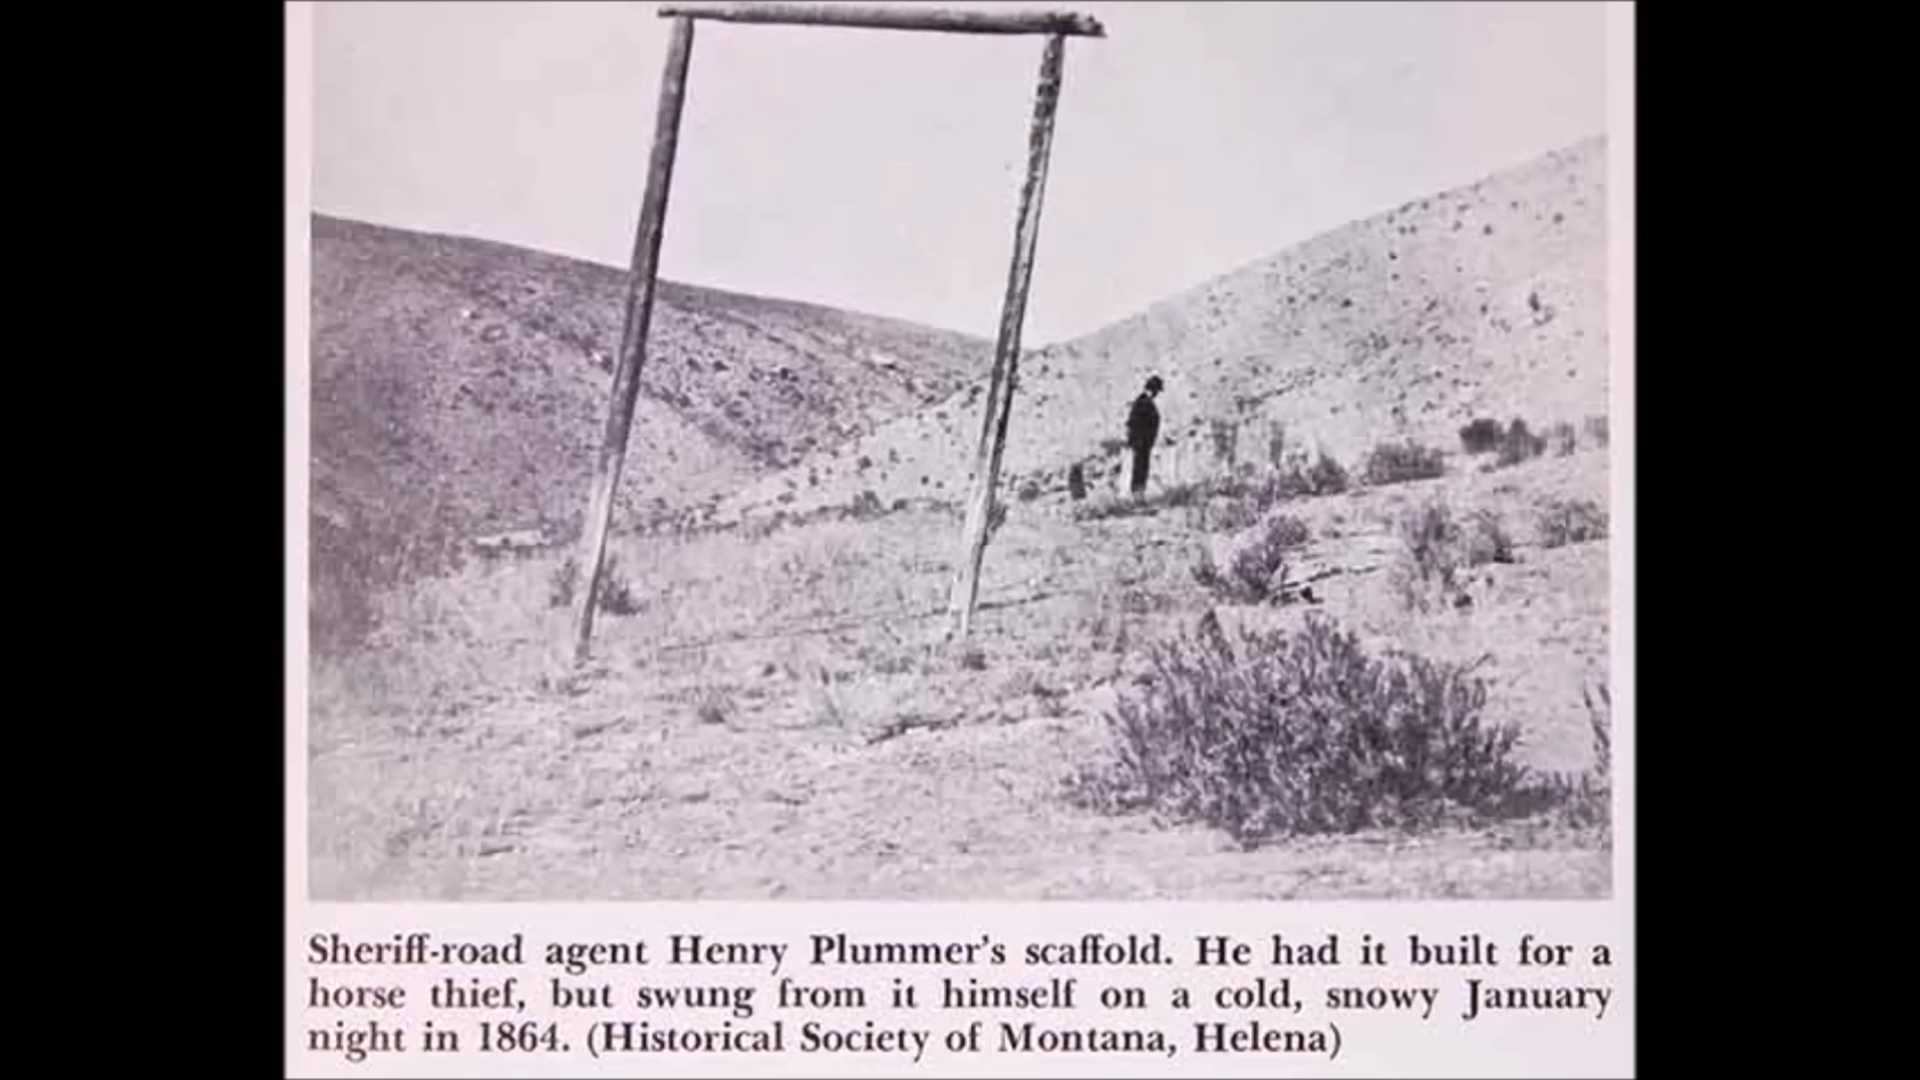 Sheriff-road agent Henry Plummer's scaffold. He had it built for a
horse thief, but swung from it himself on a cold, snowy January
night in 1864. (Historical Society of Montana, Helena)